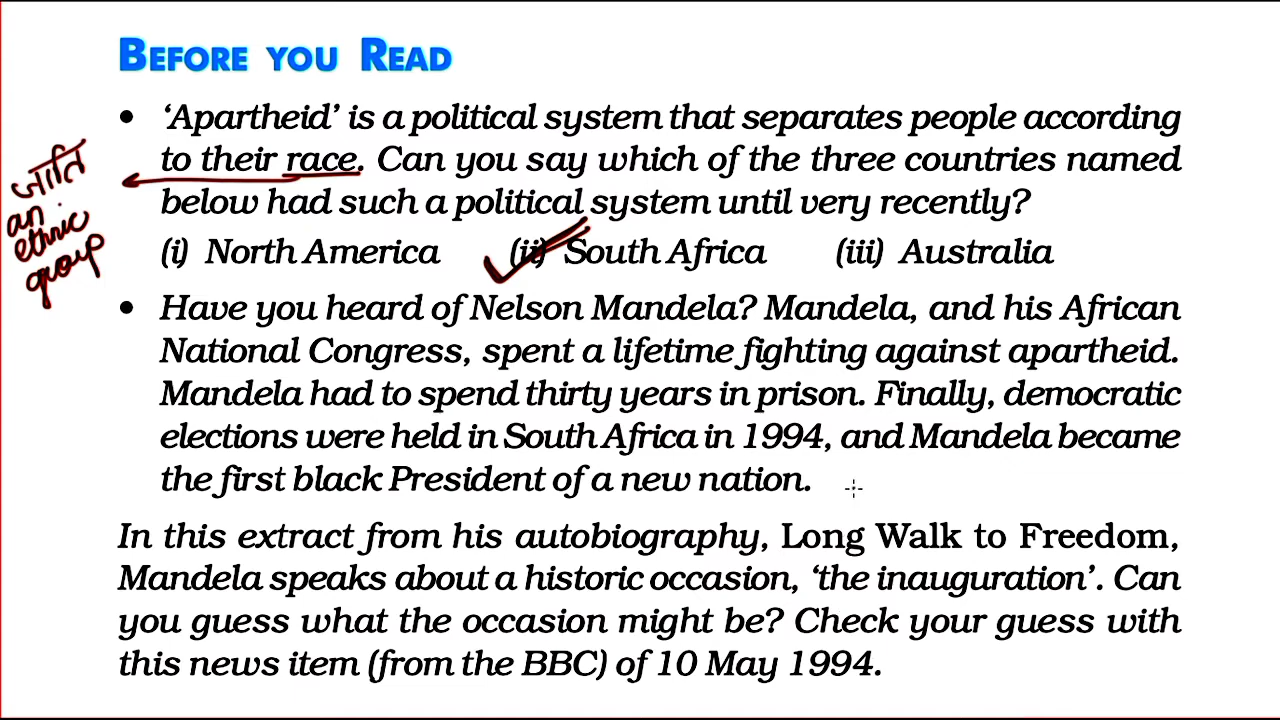 BEFORE YOU READ
• ‘Apartheid’ is a political system that separates people according
to their race. Can you say which of the three countries named
below had such a political system until very recently?
(i) North America (ii) South Africa (iii) Australia
• Have you heard of Nelson Mandela? Mandela, and his African
National Congress, spent a lifetime fighting against apartheid.
Mandela had to spend thirty years in prison. Finally, democratic
elections were held in South Africa in 1994, and Mandela became
the first black President of a new nation.
In this extract from his autobiography, Long Walk to Freedom,
Mandela speaks about a historic occasion, ‘the inauguration’. Can
you guess what the occasion might be? Check your guess with
this news item (from the BBC) of 10 May 1994.
जाति
an
ethnic
group